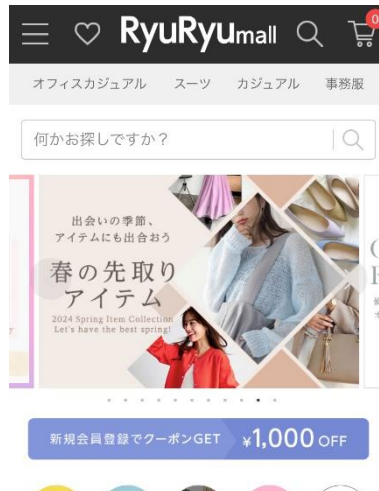 RyuRyumall
0
オフィスカジュアル スーツ カジュアル 事務服
何かお探しですか?
出会いの季節、
アイテムにも出合おう
春の先取り
アイテム
2024 Spring Item Collection
Let's have the best spring!
新規会員登録でクーポンGET ¥1,000 OFF